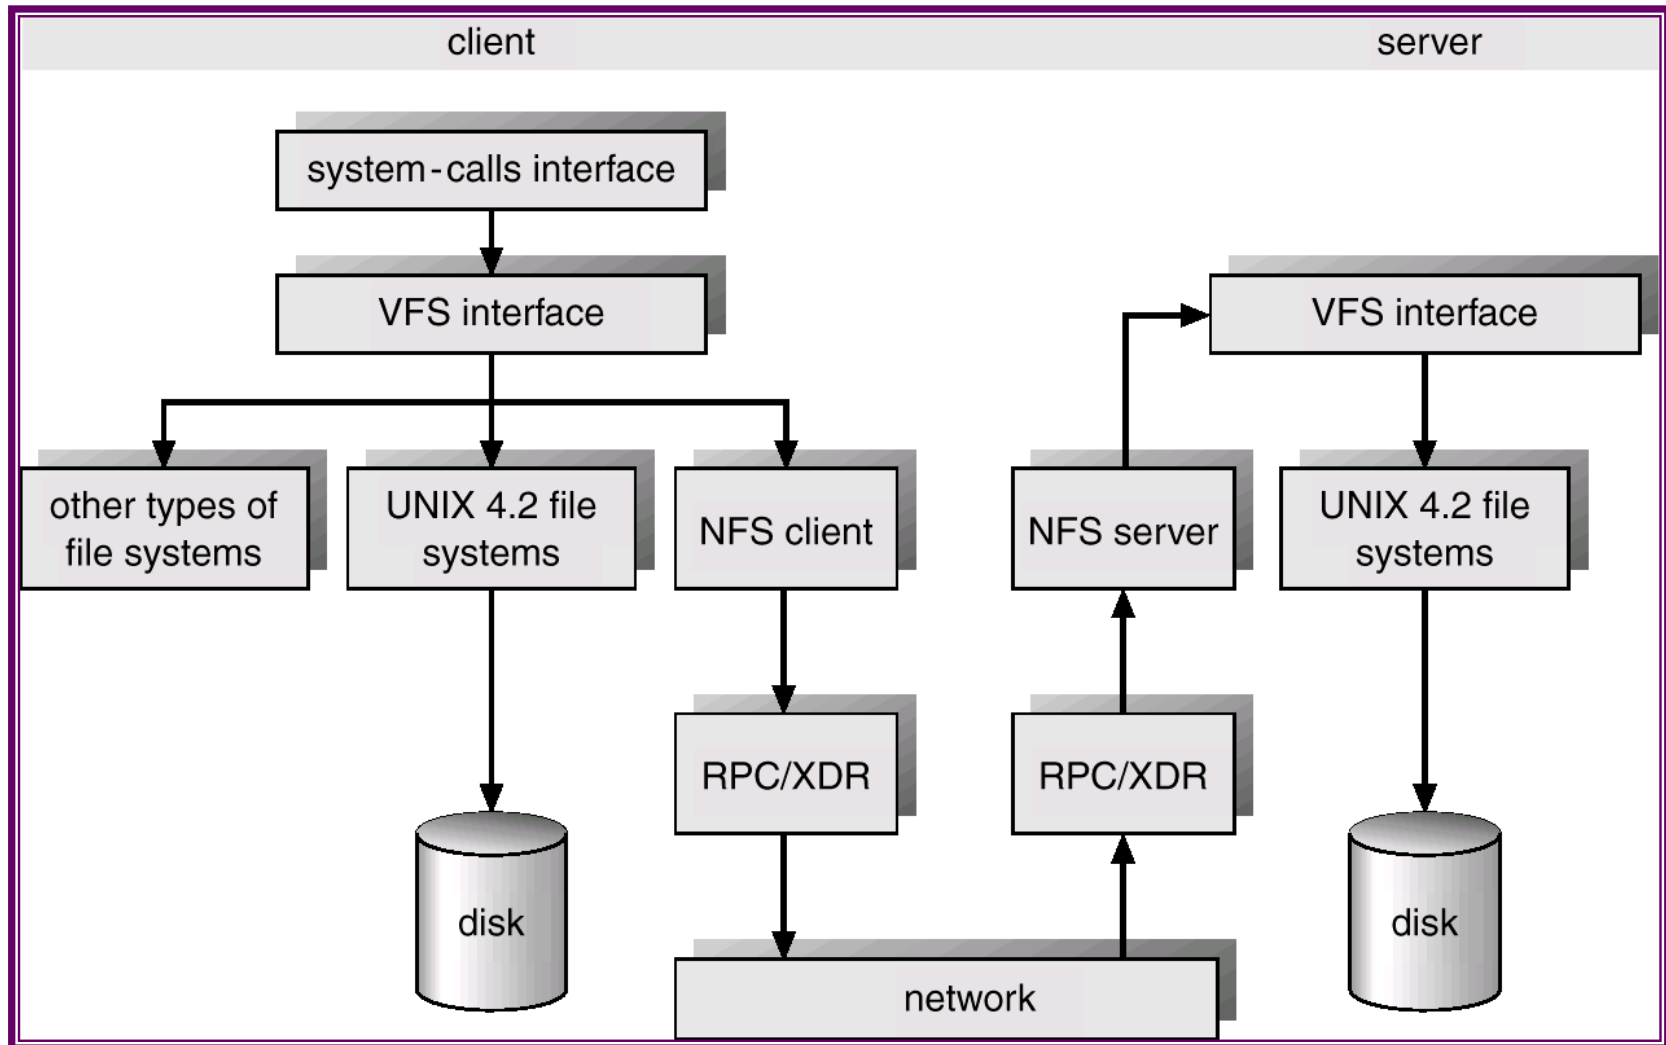 client
server
system-calls interface
VFS interface
VFS interface
other types of
file systems
UNIX 4.2 file
systems
NFS client
NFS server
UNIX 4.2 file
systems
RPC/XDR
RPC/XDR
disk
disk
network